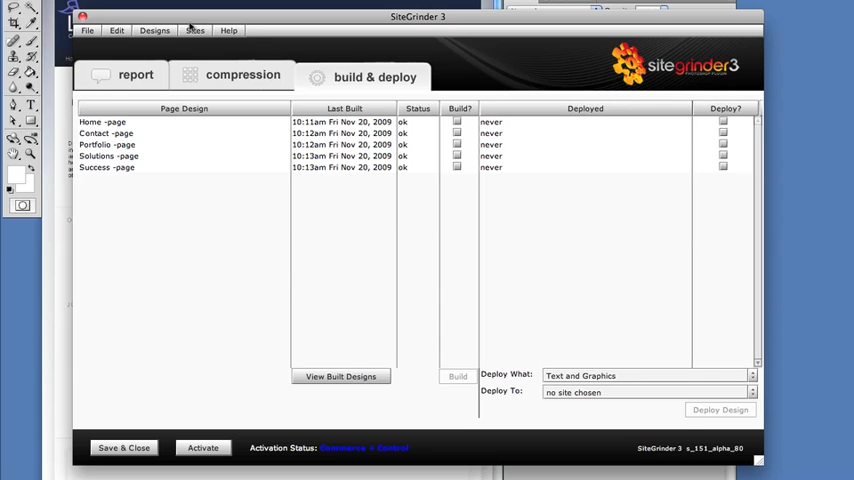 SiteGrinder 3
File Edit Designs Sites Help
report compression build & deploy
sitegrinder3
PHOTOSHOP PLUGIN
Page Design Last Built Status Build? Deployed Deploy?
Home -page 10:11am Fri Nov 20, 2009 ok never
Contact -page 10:12am Fri Nov 20, 2009 ok never
Portfolio -page 10:12am Fri Nov 20, 2009 ok never
Solutions -page 10:13am Fri Nov 20, 2009 ok never
Success -page 10:13am Fri Nov 20, 2009 ok never
View Built Designs Build
Deploy What: Text and Graphics
Deploy To: no site chosen
Deploy Design
Save & Close Activate Activation Status: Commerce & Control SiteGrinder 3 s_151_alpha_80